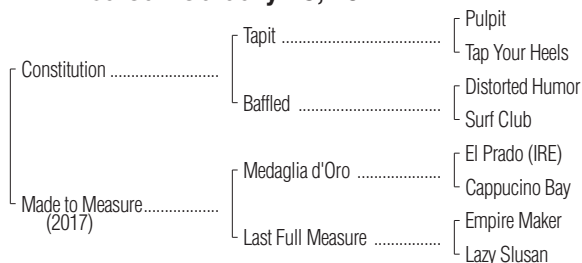 Pulpit
Tapit
Tap Your Heels
Constitution
Distorted Humor
Baffled
Surf Club
El Prado (IRE)
Medaglia d'Oro
Cappucino Bay
Made to Measure
(2017)
Empire Maker
Last Full Measure
Lazy Slusan